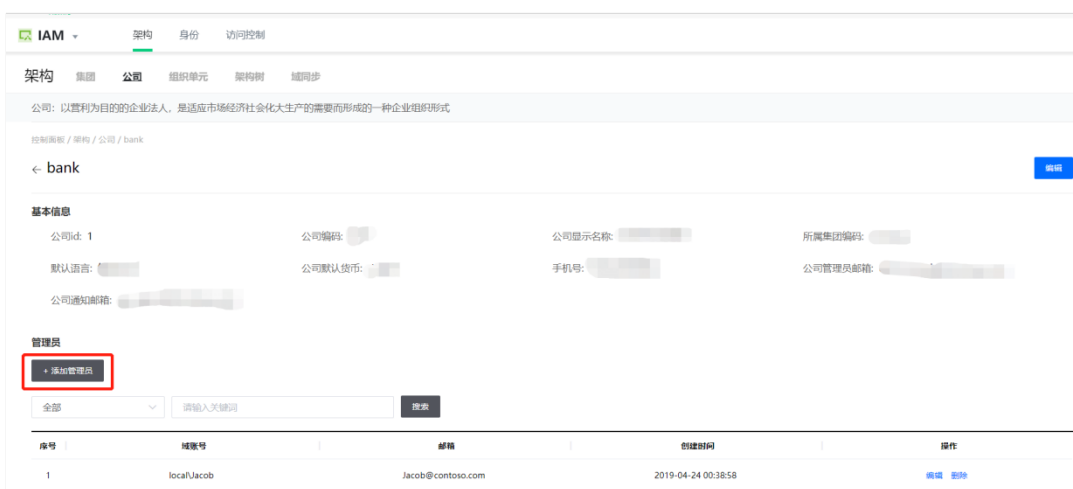 IAM 架构 身份 访问控制
架构 集团 公司 组织单元 架构树 域同步
公司：以营利为目的的企业法人，是适应市场经济社会化大生产的需要而形成的一种企业组织形式
控制面板 / 架构 / 公司 / bank
← bank 编辑
基本信息
公司id: 1 公司编码: 公司显示名称: 所属集团编码:
默认语言: 公司默认货币: 手机号: 公司管理员邮箱:
公司通知邮箱:
管理员
+ 添加管理员
全部 请输入关键词 搜索
序号 域账号 邮箱 创建时间 操作
1 local\Jacob Jacob@contoso.com 2019-04-24 00:38:58 编辑 删除